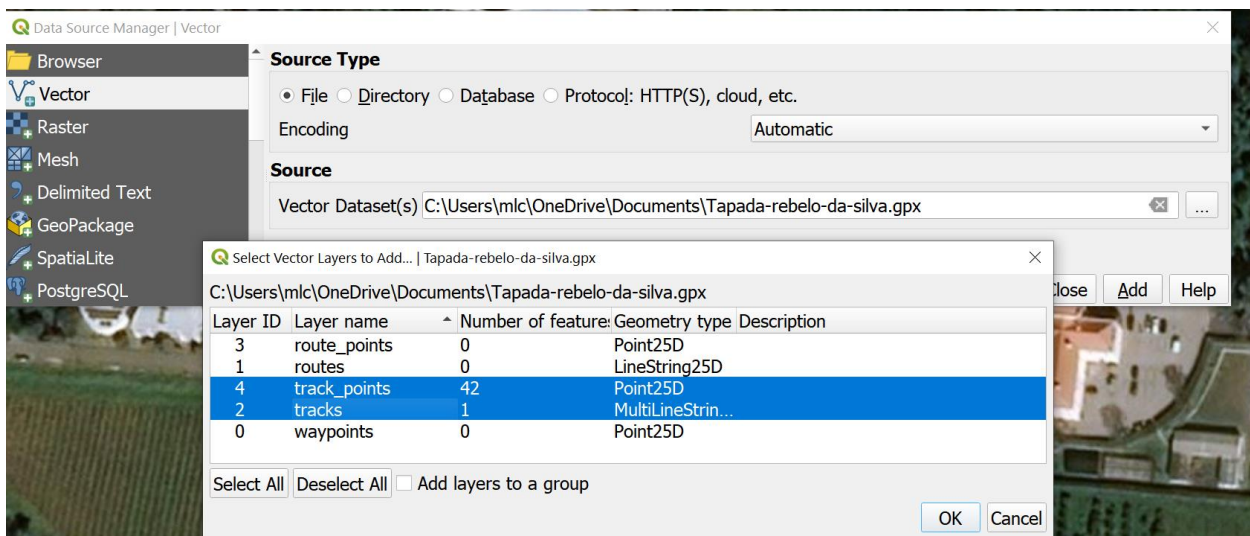 Data Source Manager | Vector
Browser
Vector
Raster
Mesh
Delimited Text
GeoPackage
SpatiaLite
PostgreSQL
Source Type
File Directory Database Protocol: HTTP(S), cloud, etc.
Encoding Automatic
Source
Vector Dataset(s) C:\Users\mlc\OneDrive\Documents\Tapada-rebelo-da-silva.gpx ...
Close Add Help
Select Vector Layers to Add... | Tapada-rebelo-da-silva.gpx
C:\Users\mlc\OneDrive\Documents\Tapada-rebelo-da-silva.gpx
Layer ID Layer name Number of features Geometry type Description
3 route_points 0 Point25D
1 routes 0 LineString25D
4 track_points 42 Point25D
2 tracks 1 MultiLineStrin...
0 waypoints 0 Point25D
Select All Deselect All Add layers to a group
OK Cancel